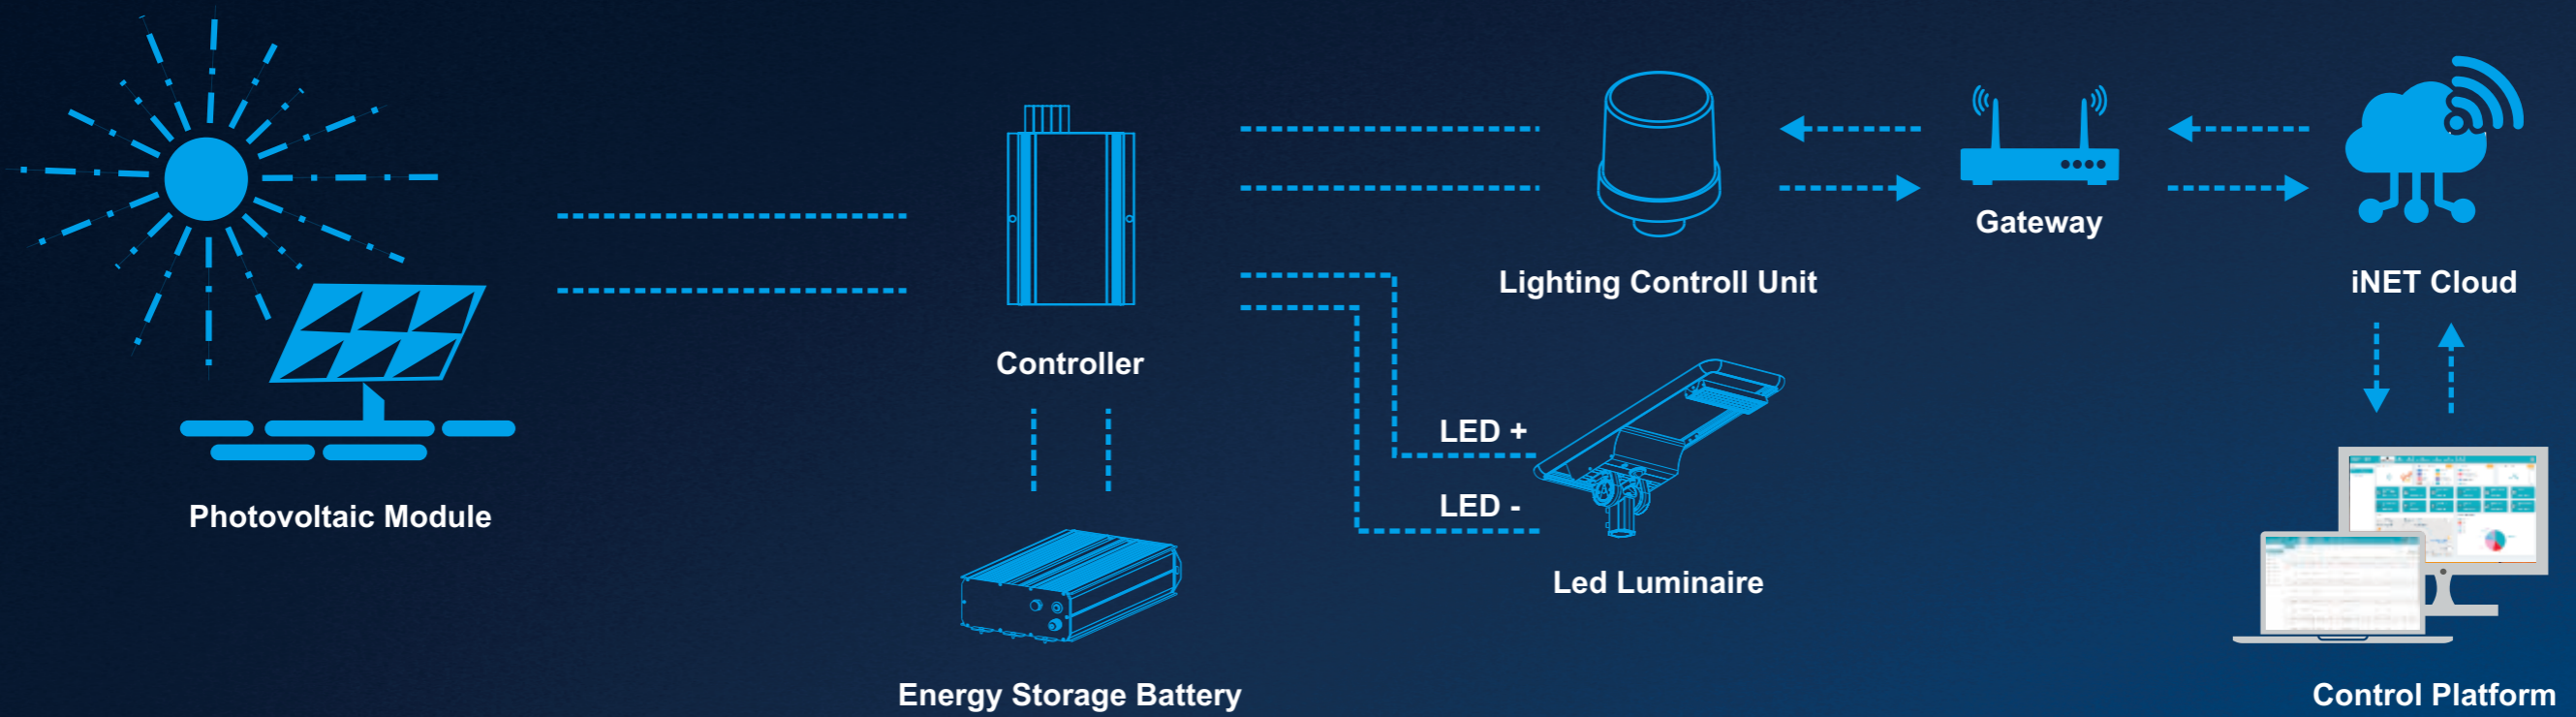 Gateway
Lighting Controll Unit
iNET Cloud
Controller
LED +
LED -
Photovoltaic Module
Led Luminaire
Energy Storage Battery
Control Platform